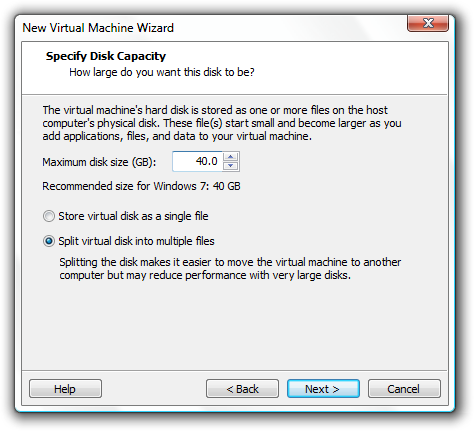 New Virtual Machine Wizard
Specify Disk Capacity
How large do you want this disk to be?
The virtual machine's hard disk is stored as one or more files on the host
computer's physical disk. These file(s) start small and become larger as you
add applications, files, and data to your virtual machine.
Maximum disk size (GB): 40.0
Recommended size for Windows 7: 40 GB
Store virtual disk as a single file
Split virtual disk into multiple files
Splitting the disk makes it easier to move the virtual machine to another
computer but may reduce performance with very large disks.
Help < Back Next > Cancel